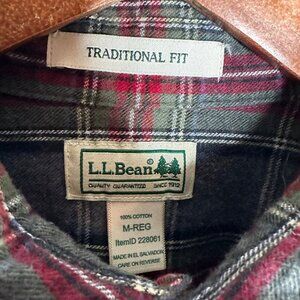 TRADITIONAL FIT
L.L.Bean
QUALITY GUARANTEED SINCE 1912
100% COTTON
M-REG
ItemID 228061
MADE IN EL SALVADOR
CARE ON REVERSE